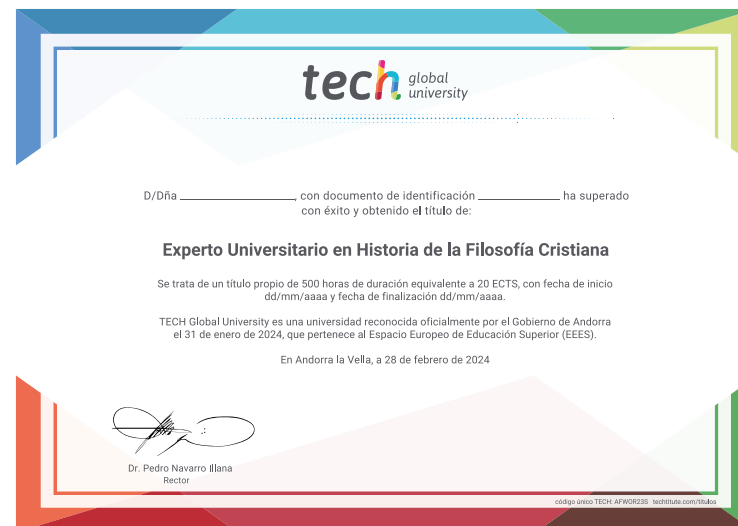 tech global university
D/Dña ____________, con documento de identificación ____________ ha superado
con éxito y obtenido el título de:
Experto Universitario en Historia de la Filosofía Cristiana
Se trata de un título propio de 500 horas de duración equivalente a 20 ECTS, con fecha de inicio
dd/mm/aaaa y fecha de finalización dd/mm/aaaa.
TECH Global University es una universidad reconocida oficialmente por el Gobierno de Andorra
el 31 de enero de 2024, que pertenece al Espacio Europeo de Educación Superior (EEES).
En Andorra la Vella, a 28 de febrero de 2024
Dr. Pedro Navarro Illana
Rector
código único TECH: AFWOR23S techtitute.com/titulos